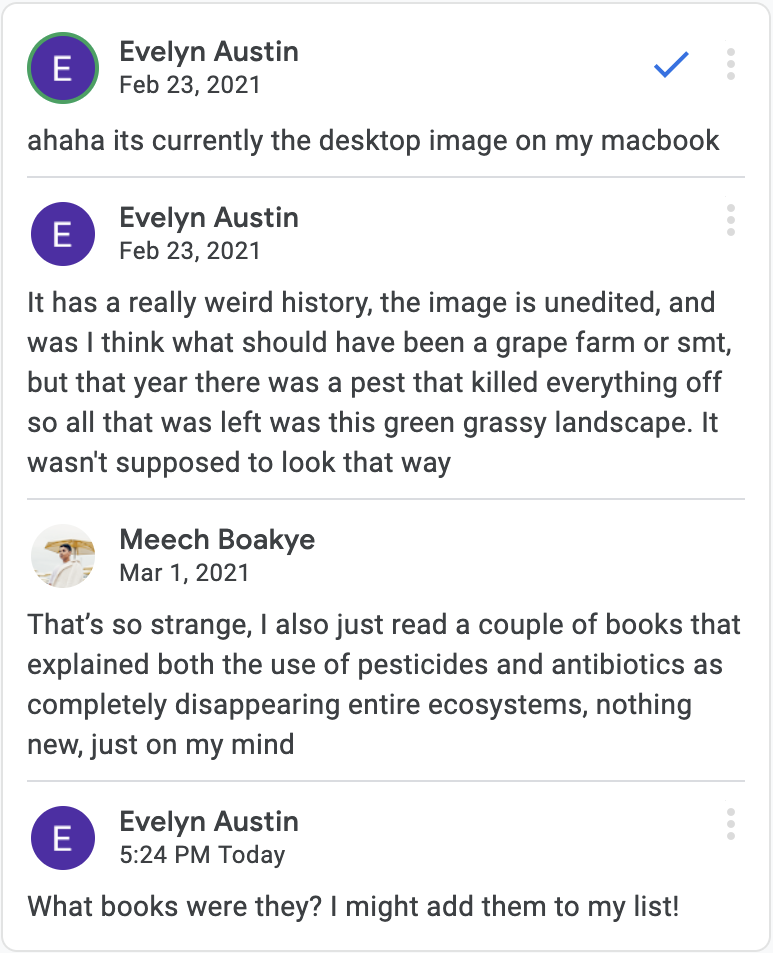 E
Evelyn Austin
Feb 23, 2021
ahaha its currently the desktop image on my macbook
E
Evelyn Austin
Feb 23, 2021
It has a really weird history, the image is unedited, and
was I think what should have been a grape farm or smt,
but that year there was a pest that killed everything off
so all that was left was this green grassy landscape. It
wasn't supposed to look that way
Meech Boakye
Mar 1, 2021
That’s so strange, I also just read a couple of books that
explained both the use of pesticides and antibiotics as
completely disappearing entire ecosystems, nothing
new, just on my mind
E
Evelyn Austin
5:24 PM Today
What books were they? I might add them to my list!